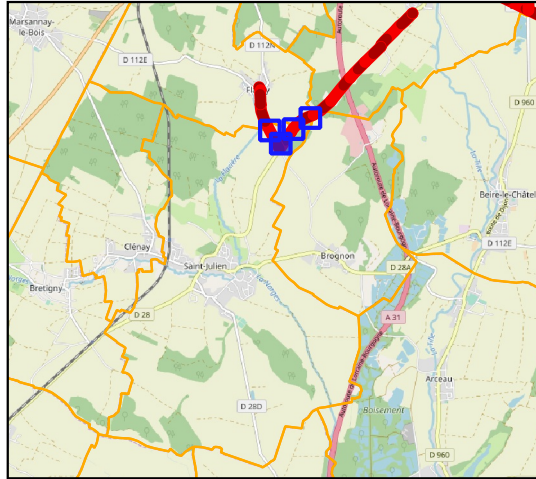 Marsannay-
le-Bois
D 112N
D 112E
D 960
Beire-le-Châtel
D 112E
Clénay
Saint-Julien
Brognon
D 28A
Bretigny
D 28
A 31
Arceau
Boisement
D 28D
D 960